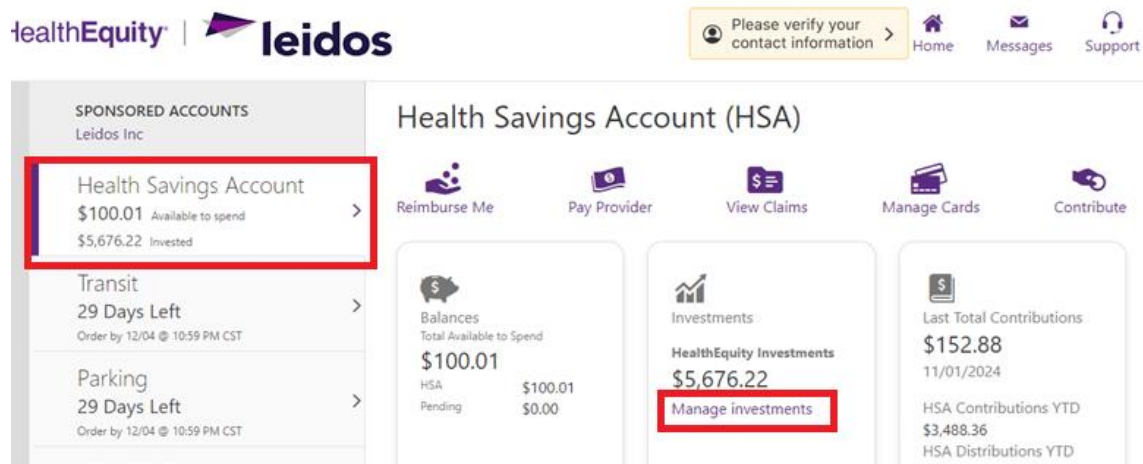 HealthEquity | leidos
Please verify your
contact information
Home
Messages
Support
SPONSORED ACCOUNTS
Leidos Inc
Health Savings Account
$100.01 Available to spend
$5,676.22 Invested
Transit
29 Days Left
Order by 12/04 @ 10:59 PM CST
Parking
29 Days Left
Order by 12/04 @ 10:59 PM CST
Health Savings Account (HSA)
Reimburse Me
Pay Provider
View Claims
Manage Cards
Contribute
Balances
Total Available to Spend
$100.01
HSA $100.01
Pending $0.00
Investments
HealthEquity Investments
$5,676.22
Manage investments
Last Total Contributions
$152.88
11/01/2024
HSA Contributions YTD
$3,488.36
HSA Distributions YTD